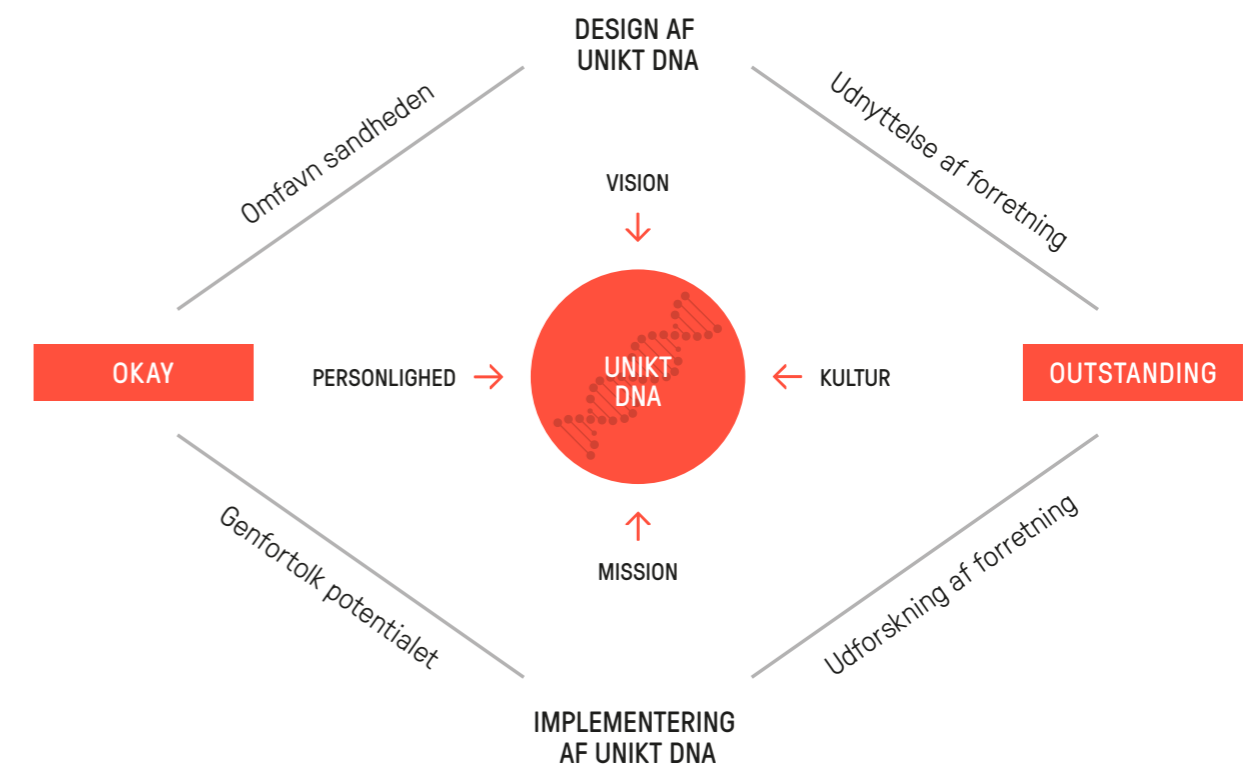 DESIGN AF
UNIKT DNA
Omfavn sandheden
Udnyttelse af forretning
VISION
OKAY
PERSONLIGHED
UNIKT
DNA
KULTUR
OUTSTANDING
MISSION
Genfortolk potentialet
Udforskning af forretning
IMPLEMENTERING
AF UNIKT DNA